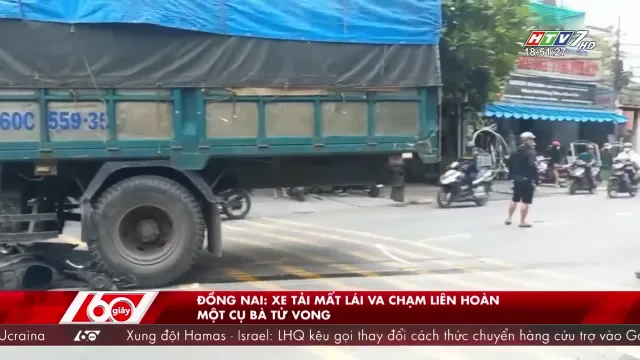 HTV7 HD
18:51:27
60C 559-35
60 giây
ĐỒNG NAI: XE TẢI MẤT LÁI VA CHẠM LIÊN HOÀN
MỘT CỤ BÀ TỬ VONG
Ucraina Xung đột Hamas - Israel: LHQ kêu gọi thay đổi cách thức chuyển hàng cứu trợ vào Ga